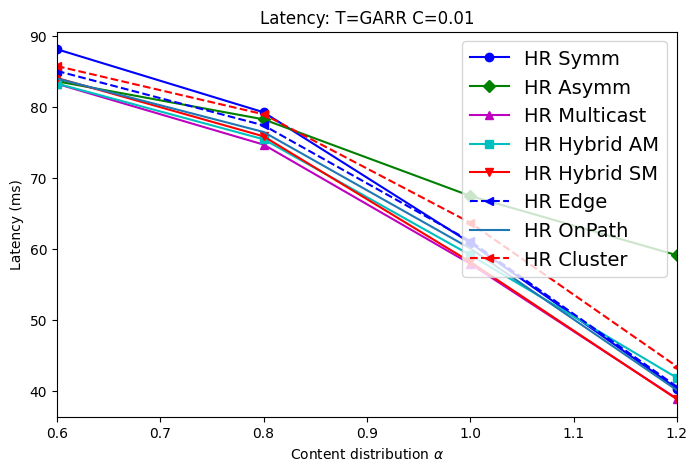 Latency: T=GARR C=0.01
90
80
70
60
50
40
Latency (ms)
HR Symm
HR Asymm
HR Multicast
HR Hybrid AM
HR Hybrid SM
HR Edge
HR OnPath
HR Cluster
0.6 0.7 0.8 0.9 1.0 1.1 1.2
Content distribution α